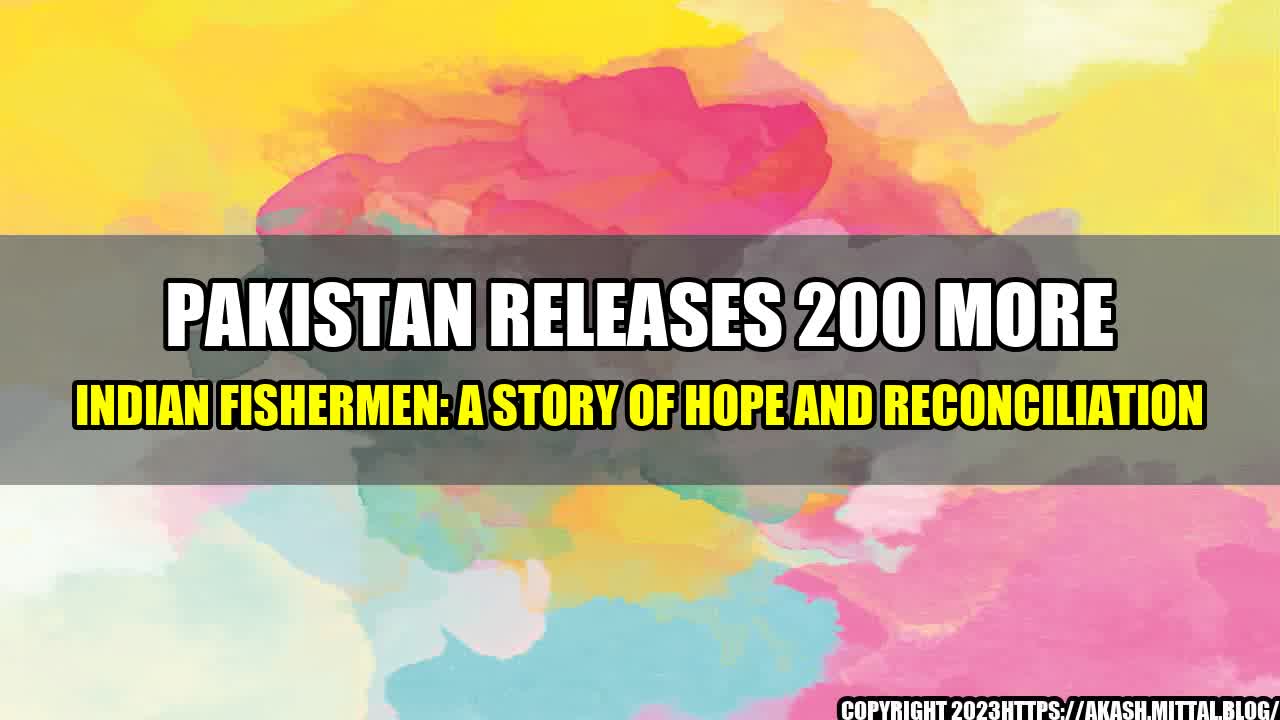 PAKISTAN RELEASES 200 MORE
INDIAN FISHERMEN: A STORY OF HOPE AND RECONCILIATION
COPYRIGHT 2023HTTPS://AKASH.MITTAL.BLOG/